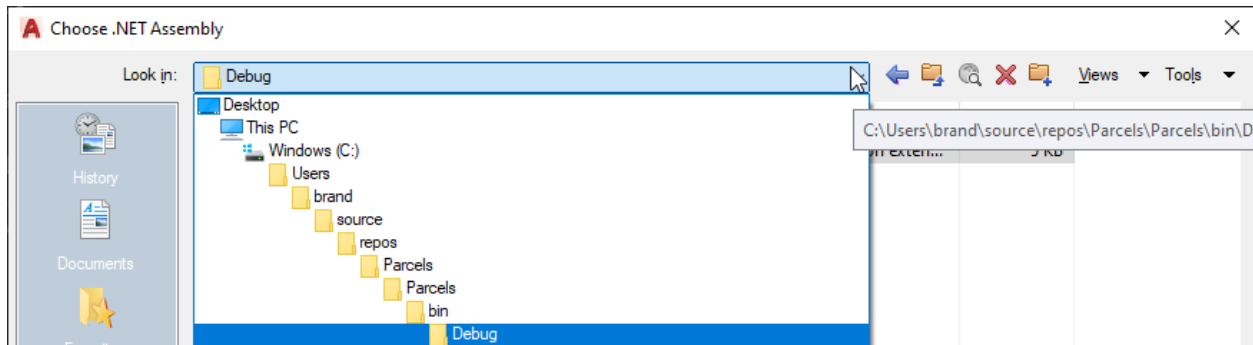 Choose .NET Assembly
Look in: Debug Views Tools
Desktop
This PC
C:\Users\brand\source\repos\Parcels\Parcels\bin\D
Windows (C:)
Users
History
brand
source
repos
Documents
Parcels
Parcels
bin
Debug